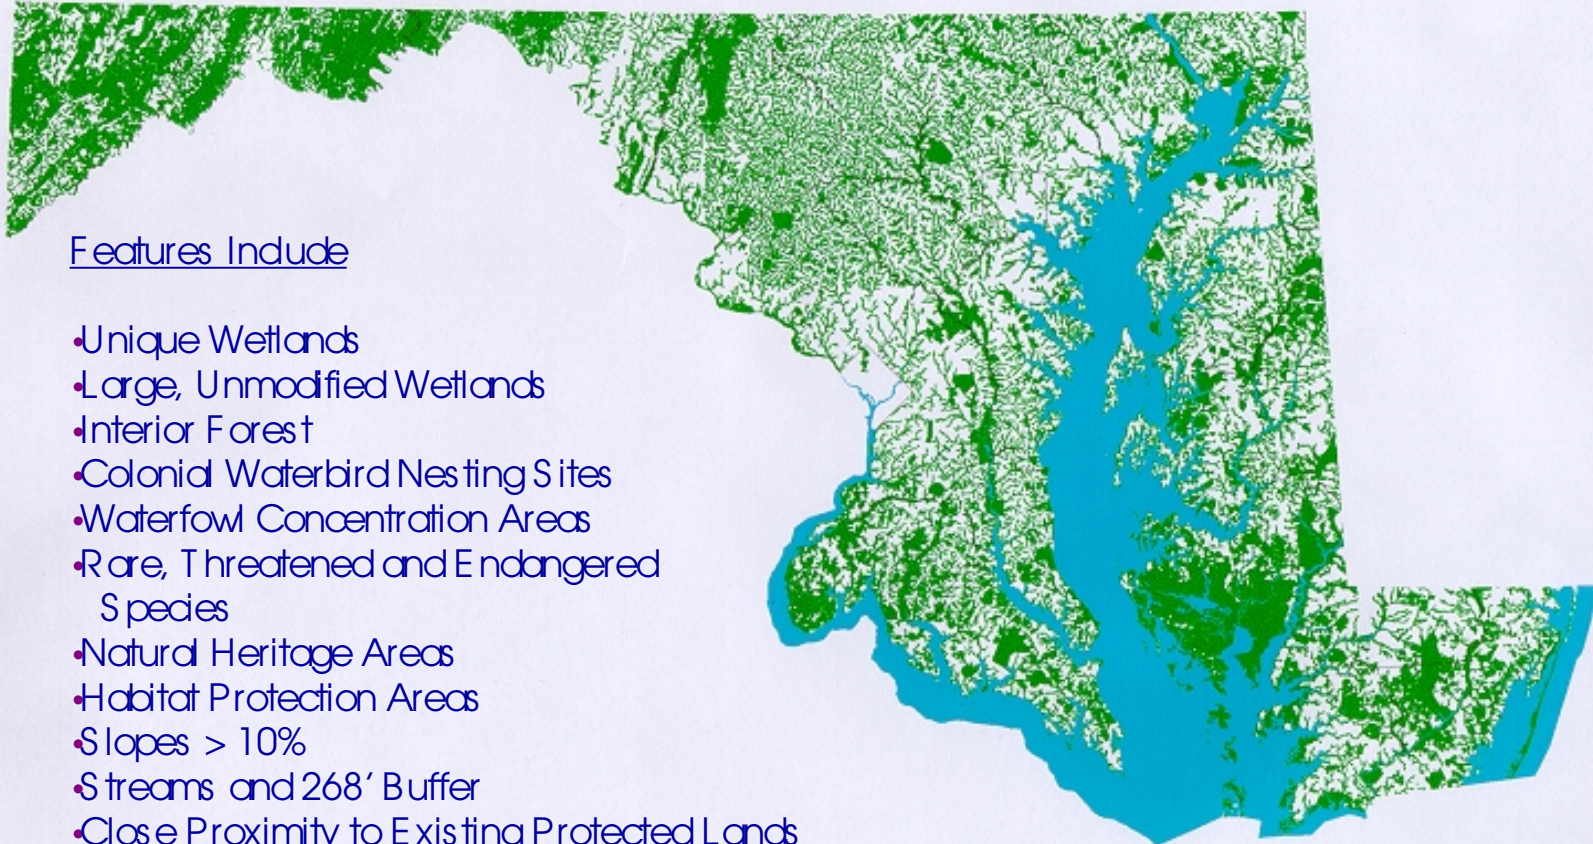 Features Include
•Unique Wetlands
•Large, Unmodified Wetlands
•Interior Forest
•Colonial Waterbird Nesting Sites
•Waterfowl Concentration Areas
•Rare, Threatened and Endangered
Species
•Natural Heritage Areas
•Habitat Protection Areas
•Slopes > 10%
•Streams and 268’ Buffer
•Close Proximity to Existing Protected Lands